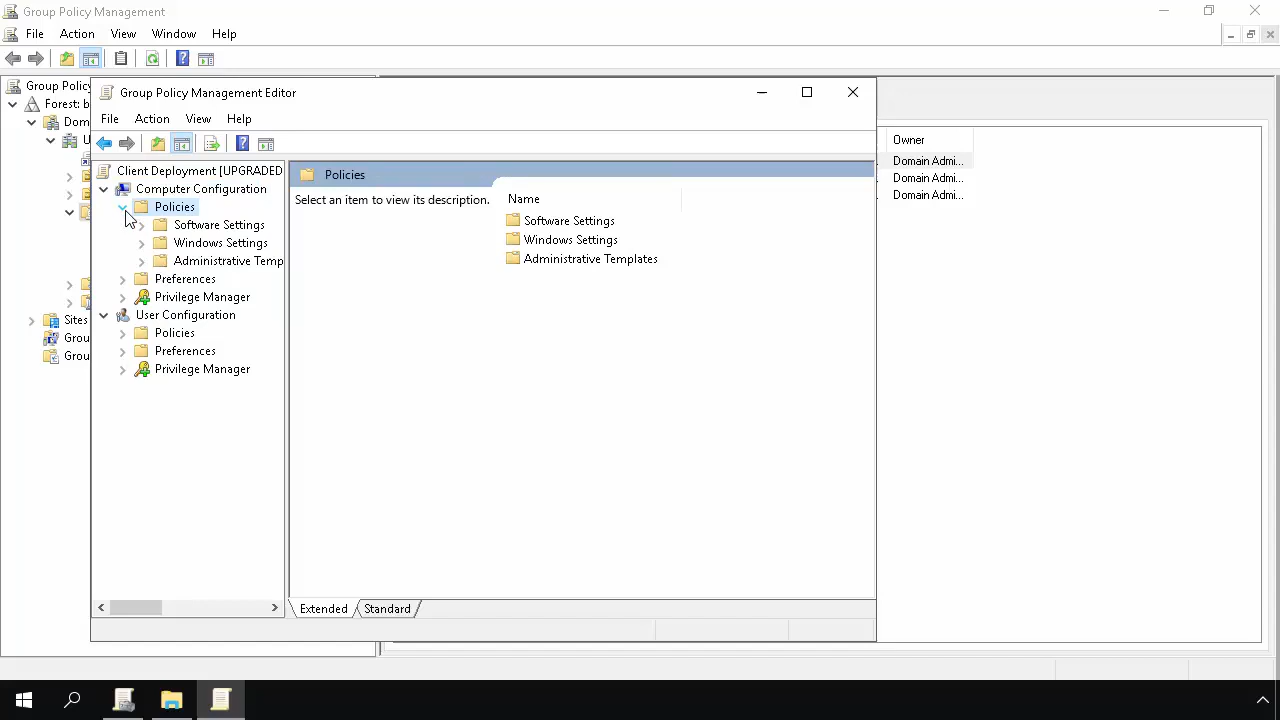 Group Policy Management
File Action View Window Help
Group Policy
Forest: b
Dom
U
Sites
Grou
Grou
Group Policy Management Editor
File Action View Help
Client Deployment [UPGRADED
Computer Configuration
Policies
Software Settings
Windows Settings
Administrative Temp
Preferences
Privilege Manager
User Configuration
Policies
Preferences
Privilege Manager
Policies
Select an item to view its description.
Name
Software Settings
Windows Settings
Administrative Templates
Extended Standard
Owner
Domain Admi...
Domain Admi...
Domain Admi...